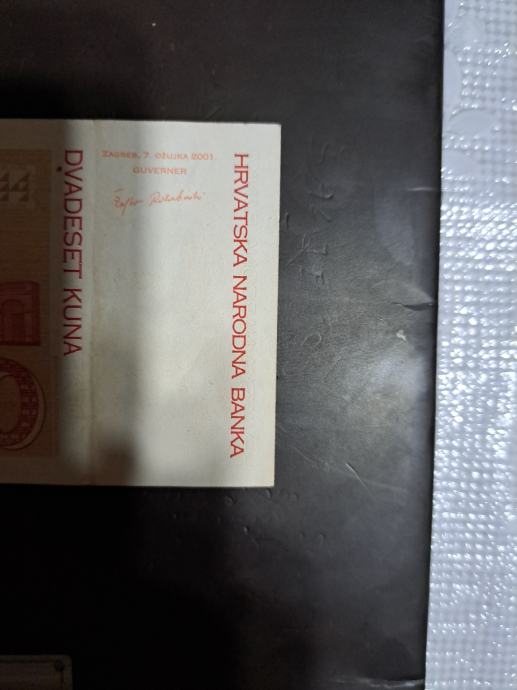 ZAGREB, 7. OŽUJKA 2001.
GUVERNER
HRVATSKA NARODNA BANKA
DVADESET KUNA